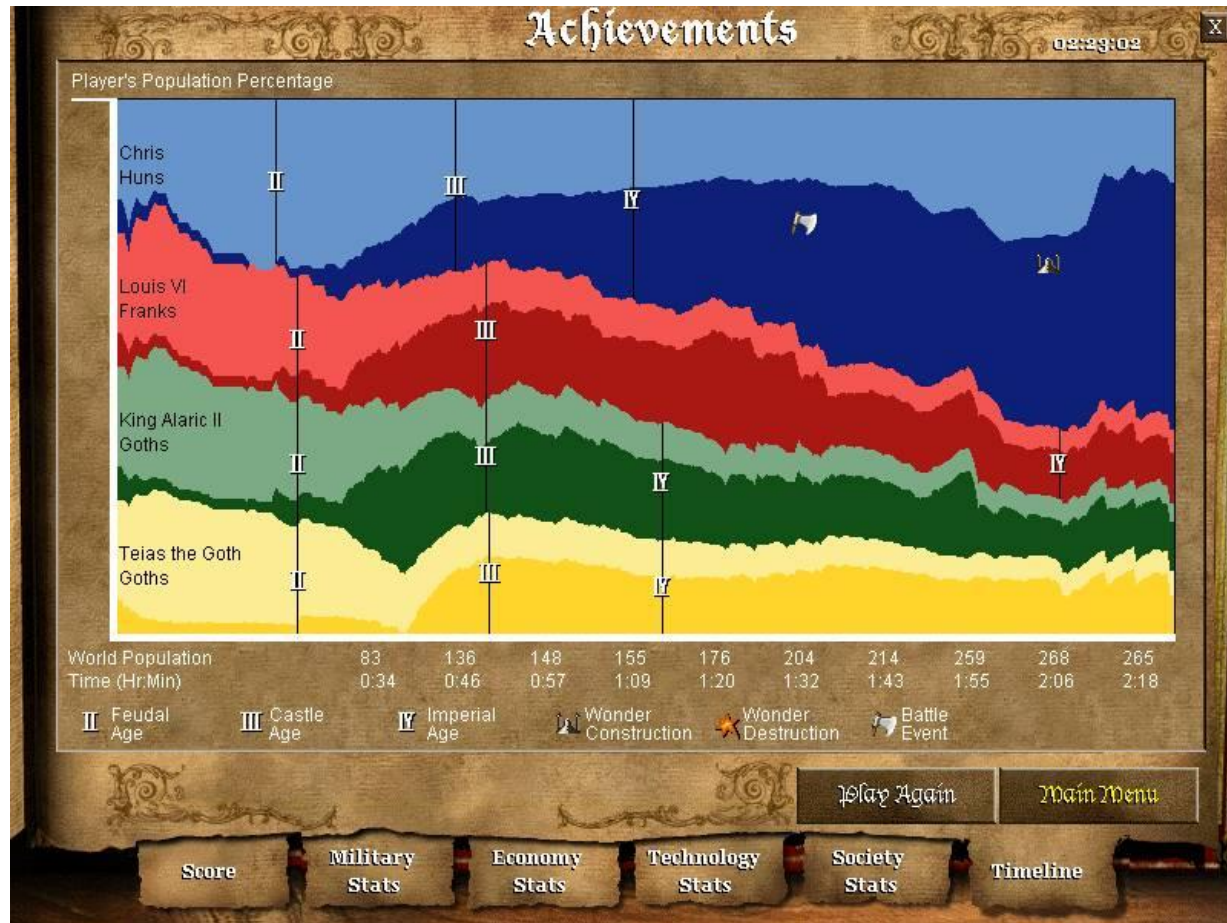 Achievements
02:23:02
X
Player's Population Percentage
Chris
Huns
Louis VI
Franks
King Alaric II
Goths
Teias the Goth
Goths
II
III
IV
II
III
IV
II
III
IV
II
III
IV
World Population 83 136 148 155 176 204 214 259 268 265
Time (Hr:Min) 0:34 0:46 0:57 1:09 1:20 1:32 1:43 1:55 2:06 2:18
II Feudal Age
III Castle Age
IV Imperial Age
Wonder Construction
Wonder Destruction
Battle Event
Play Again
Main Menu
Score
Military Stats
Economy Stats
Technology Stats
Society Stats
Timeline